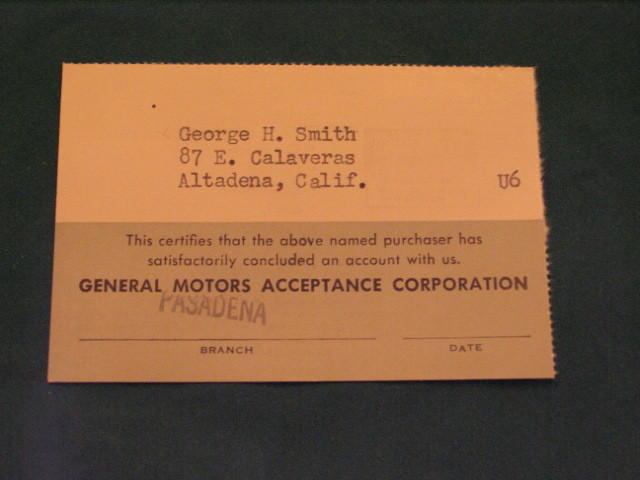 George H. Smith
87 E. Calaveras
Altadena, Calif.
U6
This certifies that the above named purchaser has
satisfactorily concluded an account with us.
GENERAL MOTORS ACCEPTANCE CORPORATION
PASADENA
BRANCH
DATE